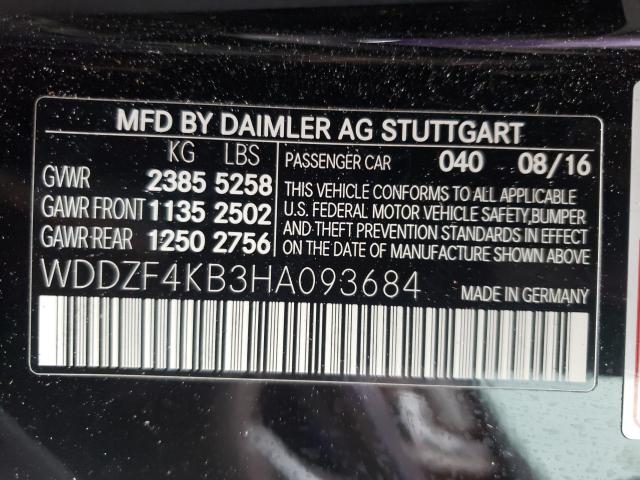 MFD BY DAIMLER AG STUTTGART
KG LBS
GVWR 2385 5258
GAWR FRONT 1135 2502
GAWR REAR 1250 2756
PASSENGER CAR 040 08/16
THIS VEHICLE CONFORMS TO ALL APPLICABLE
U.S. FEDERAL MOTOR VEHICLE SAFETY, BUMPER
AND THEFT PREVENTION STANDARDS IN EFFECT
ON THE DATE OF MANUFACTURE SHOWN ABOVE.
WDDZF4KB3HA093684 MADE IN GERMANY